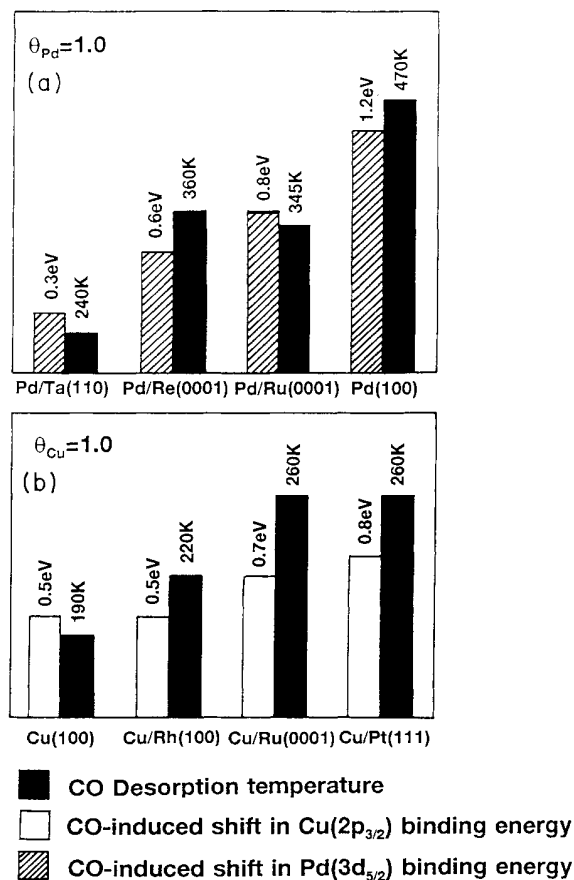 θPd=1.0
(a)
0.3eV
240K
0.6eV
360K
0.8eV
345K
1.2eV
470K
Pd/Ta(110) Pd/Re(0001) Pd/Ru(0001) Pd(100)
θCu=1.0
(b)
0.5eV
190K
0.5eV
220K
0.7eV
260K
0.8eV
260K
Cu(100) Cu/Rh(100) Cu/Ru(0001) Cu/Pt(111)
CO Desorption temperature
CO-induced shift in Cu(2p3/2) binding energy
CO-induced shift in Pd(3d5/2) binding energy